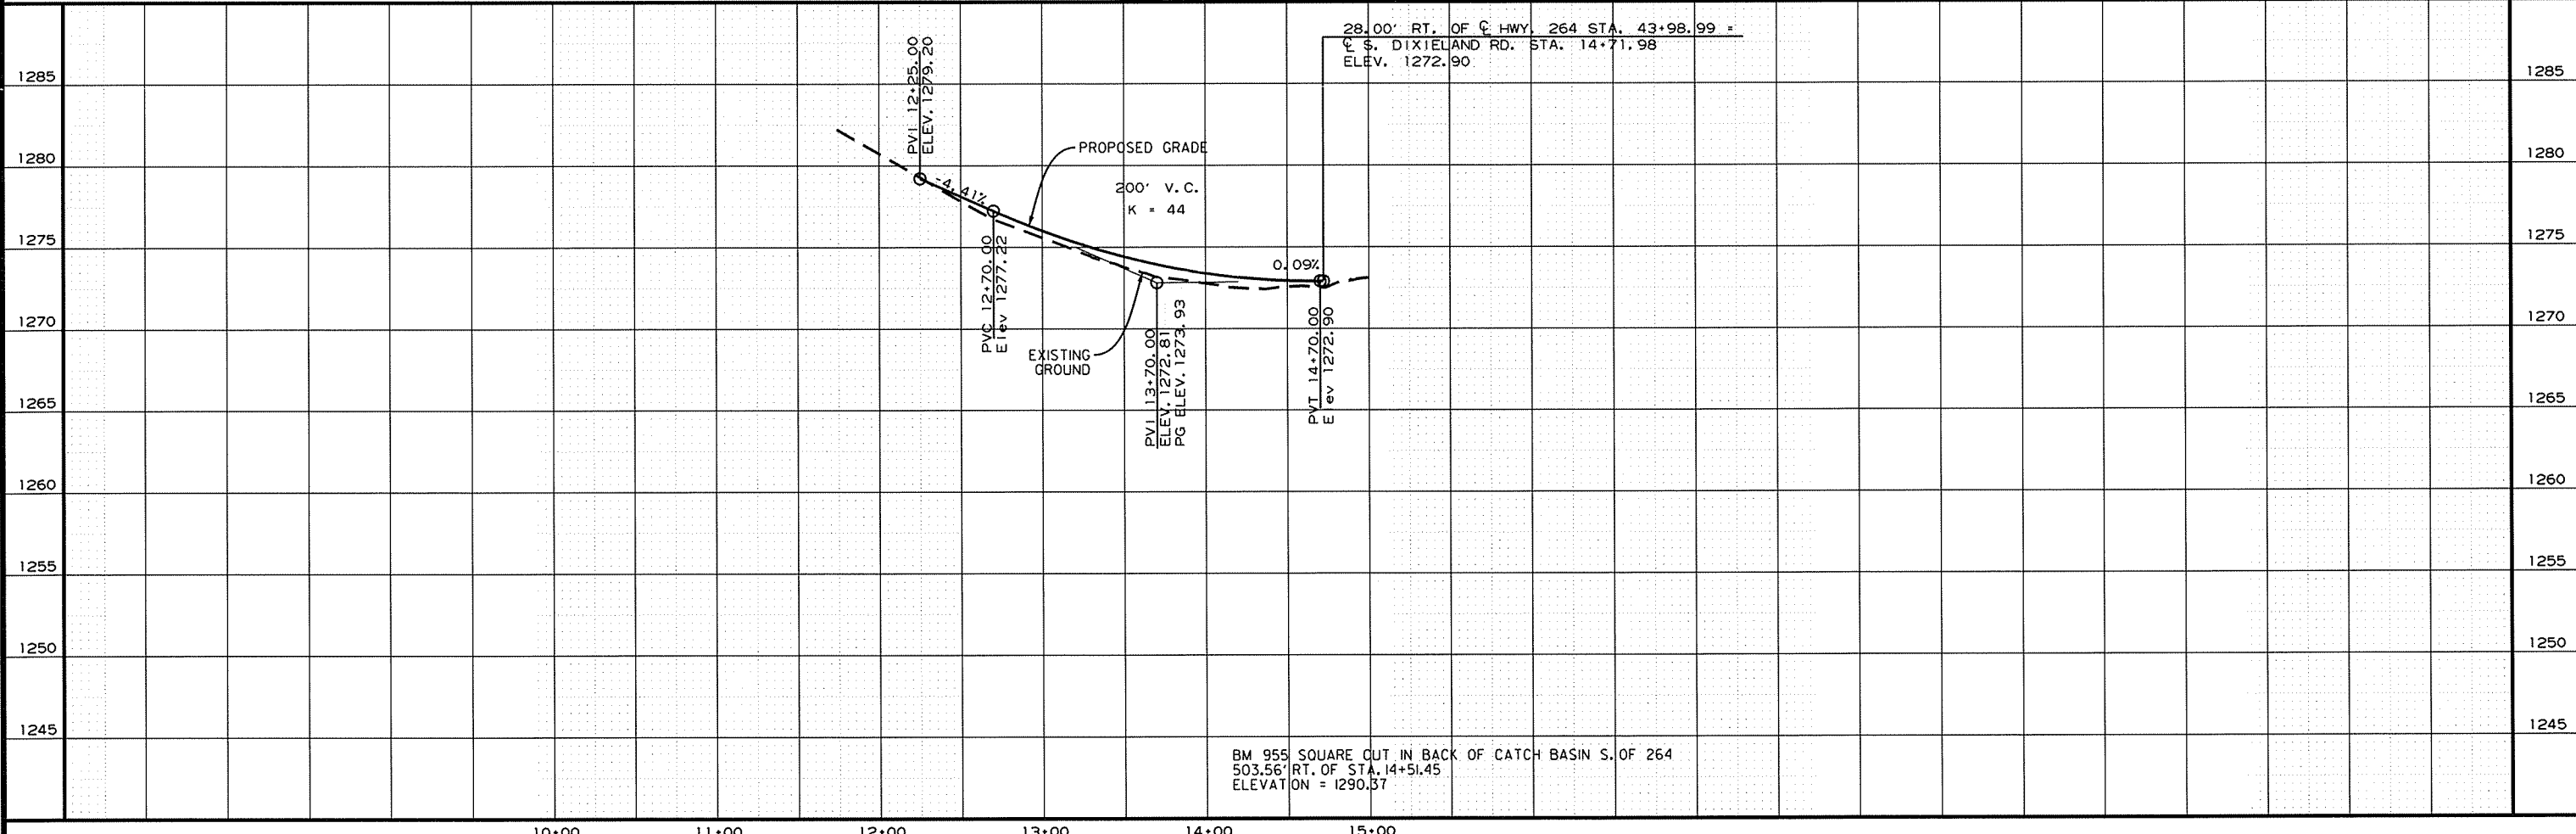 28.00' RT. OF ℄ HWY. 264 STA. 43+98.99 =
℄ S. DIXIELAND RD. STA. 14+71.98
ELEV. 1272.90
PVI 12+25.00
ELEV. 1279.20
1285
1285
1280
1280
PROPOSED GRADE
-4.41%
200' V.C.
K = 44
1275
1275
PVC 12+70.00
Elev 1277.22
0.09%
1270
1270
EXISTING
GROUND
PVI 13+70.00
ELEV. 1272.81
PG ELEV. 1273.93
PVT 14+70.00
E ev 1272.90
1265
1265
1260
1260
1255
1255
1250
1250
1245
1245
BM 955 SQUARE CUT IN BACK OF CATCH BASIN S. OF 264
503.56' RT. OF STA. 14+51.45
ELEVATION = 1290.37
10+00
11+00
12+00
13+00
14+00
15+00